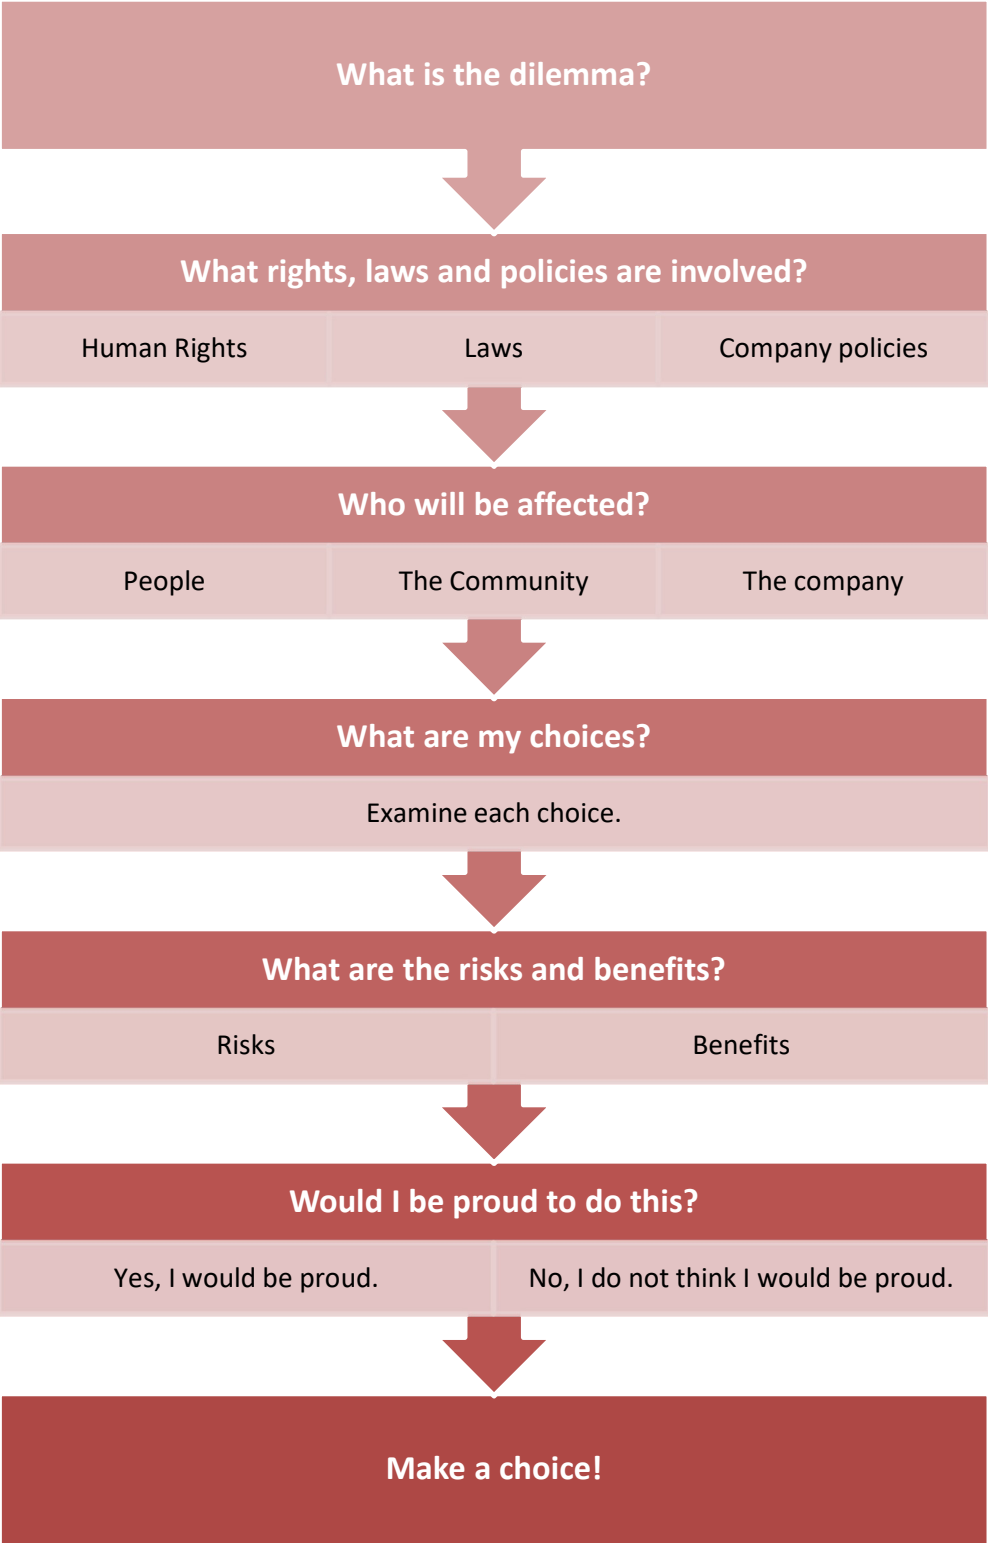 What is the dilemma?
What rights, laws and policies are involved?
Human Rights
Laws
Company policies
Who will be affected?
People
The Community
The company
What are my choices?
Examine each choice.
What are the risks and benefits?
Risks
Benefits
Would I be proud to do this?
Yes, I would be proud.
No, I do not think I would be proud.
Make a choice!